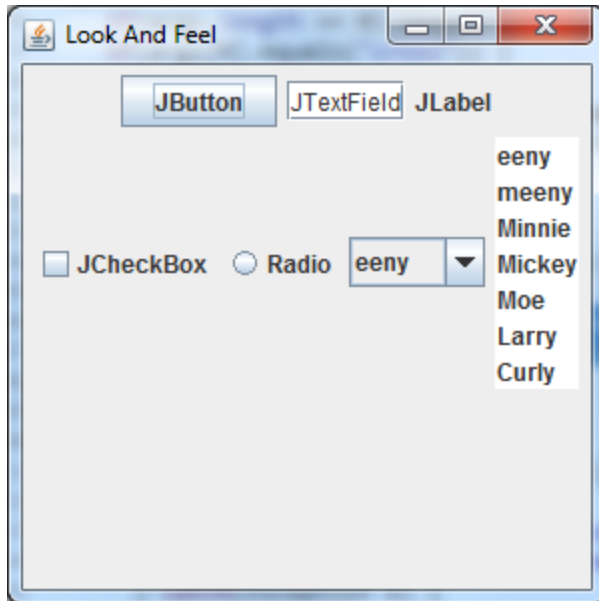 Look And Feel
JButton JTextField JLabel
JCheckBox Radio eeny
eeny
meeny
Minnie
Mickey
Moe
Larry
Curly